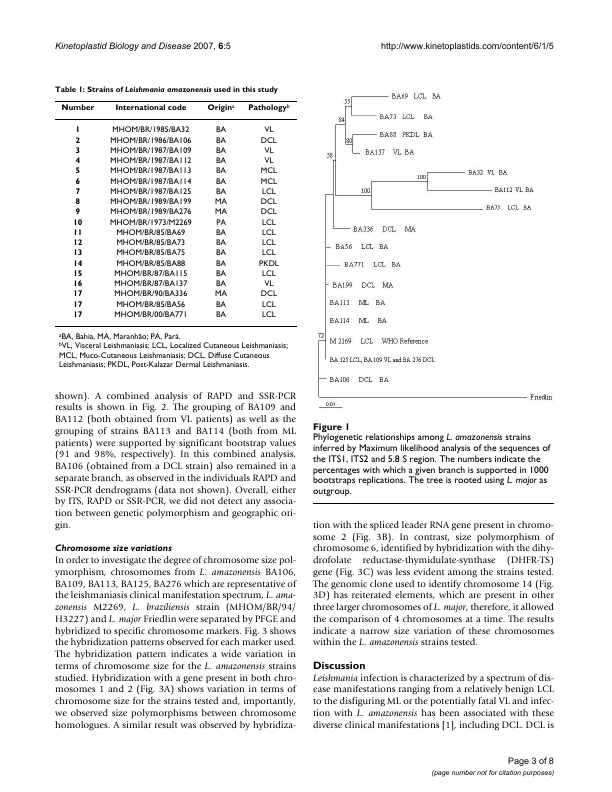 Kinetoplastid Biology and Disease 2007, 6:5
http://www.kinetoplastids.com/content/6/1/5
Table 1: Strains of Leishmania amazonensis used in this study
Number International code Originᵃ Pathologyᵇ
1 MHOM/BR/1985/BA32 BA VL
2 MHOM/BR/1986/BA106 BA DCL
3 MHOM/BR/1987/BA109 BA VL
4 MHOM/BR/1987/BA112 BA VL
5 MHOM/BR/1987/BA113 BA MCL
6 MHOM/BR/1987/BA114 BA MCL
7 MHOM/BR/1987/BA125 BA LCL
8 MHOM/BR/1989/BA199 MA DCL
9 MHOM/BR/1989/BA276 MA DCL
10 MHOM/BR/1973/M2269 PA LCL
11 MHOM/BR/85/BA69 BA LCL
12 MHOM/BR/85/BA73 BA LCL
13 MHOM/BR/85/BA75 BA LCL
14 MHOM/BR/85/BA88 BA PKDL
15 MHOM/BR/87/BA115 BA LCL
16 MHOM/BR/87/BA137 BA VL
17 MHOM/BR/90/BA336 MA DCL
17 MHOM/BR/85/BA56 BA LCL
17 MHOM/BR/00/BA771 BA LCL
ᵃBA, Bahia, MA, Maranhão; PA, Pará.
ᵇVL, Visceral Leishmaniasis; LCL, Localized Cutaneous Leishmaniasis;
MCL, Muco-Cutaneous Leishmaniasis; DCL, Diffuse Cutaneous
Leishmaniasis; PKDL, Post-Kalazar Dermal Leishmaniasis.
shown). A combined analysis of RAPD and SSR-PCR
results is shown in Fig. 2. The grouping of BA109 and
BA112 (both obtained from VL patients) as well as the
grouping of strains BA113 and BA114 (both from ML
patients) were supported by significant bootstrap values
(91 and 98%, respectively). In this combined analysis,
BA106 (obtained from a DCL strain) also remained in a
separate branch, as observed in the individuals RAPD and
SSR-PCR dendrograms (data not shown). Overall, either
by ITS, RAPD or SSR-PCR, we did not detect any associa-
tion between genetic polymorphism and geographic ori-
gin.
Chromosome size variations
In order to investigate the degree of chromosome size pol-
ymorphism, chrosomomes from L. amazonensis BA106,
BA109, BA113, BA125, BA276 which are representative of
the leishmaniasis clinical manifestation spectrum, L. ama-
zonensis M2269, L. braziliensis strain (MHOM/BR/94/
H3227) and L. major Friedlin were separated by PFGE and
hybridized to specific chromosome markers. Fig. 3 shows
the hybridization patterns observed for each marker used.
The hybridization pattern indicates a wide variation in
terms of chromosome size for the L. amazonensis strains
studied. Hybridization with a gene present in both chro-
mosomes 1 and 2 (Fig. 3A) shows variation in terms of
chromosome size for the strains tested and, importantly,
we observed size polymorphisms between chromosome
homologues. A similar result was observed by hybridiza-
55
BA69 LCL BA
84
BA73 LCL BA
BA88 PKDL BA
80
BA137 VL BA
58
100
BA32 VL BA
100
BA112 VL BA
BA75 LCL BA
BA336 DCL MA
BA56 LCL BA
BA771 LCL BA
BA199 DCL MA
BA113 ML BA
BA114 ML BA
72
M 2269 LCL WHO Reference
BA 125 LCL, BA 109 VL and BA 276 DCL
BA106 DCL BA
Friedlin
0.01
Figure 1
Phylogenetic relationships among L. amazonensis strains
inferred by Maximum likelihood analysis of the sequences of
the ITS1, ITS2 and 5.8 S region. The numbers indicate the
percentages with which a given branch is supported in 1000
bootstraps replications. The tree is rooted using L. major as
outgroup.
tion with the spliced leader RNA gene present in chromo-
some 2 (Fig. 3B). In contrast, size polymorphism of
chromosome 6, identified by hybridization with the dihy-
drofolate reductase-thymidulate-synthase (DHFR-TS)
gene (Fig. 3C) was less evident among the strains tested.
The genomic clone used to identify chromosome 14 (Fig.
3D) has reiterated elements, which are present in other
three larger chromosomes of L. major, therefore, it allowed
the comparison of 4 chromosomes at a time. The results
indicate a narrow size variation of these chromosomes
within the L. amazonensis strains tested.
Discussion
Leishmania infection is characterized by a spectrum of dis-
ease manifestations ranging from a relatively benign LCL
to the disfiguring ML or the potentially fatal VL and infec-
tion with L. amazonensis has been associated with these
diverse clinical manifestations [1], including DCL. DCL is
Page 3 of 8
(page number not for citation purposes)